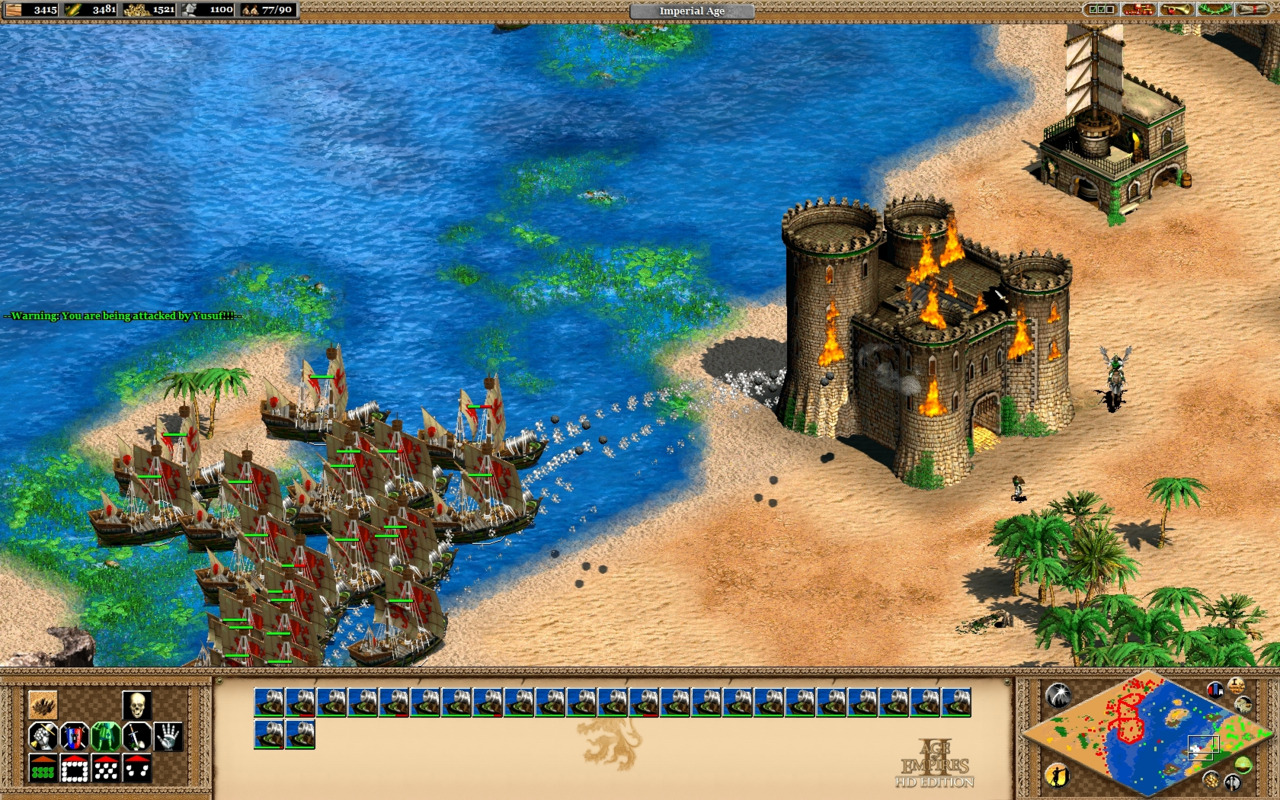 3415 3481 1521 1100 77/90
Imperial Age
--Warning: You are being attacked by Yusuf!!!--
AGE
OF
EMPIRES
II
HD EDITION